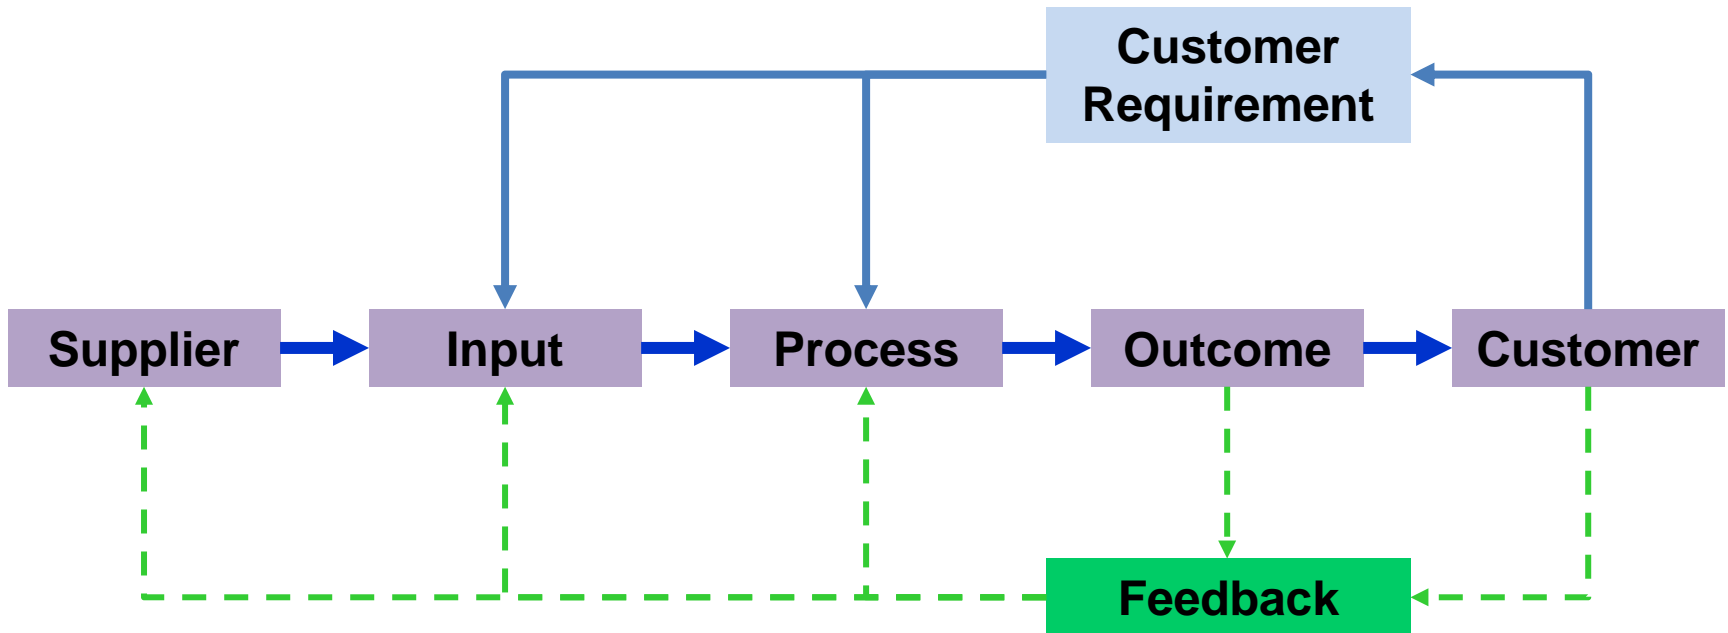 Customer
Requirement
Supplier
Input
Process
Outcome
Customer
Feedback